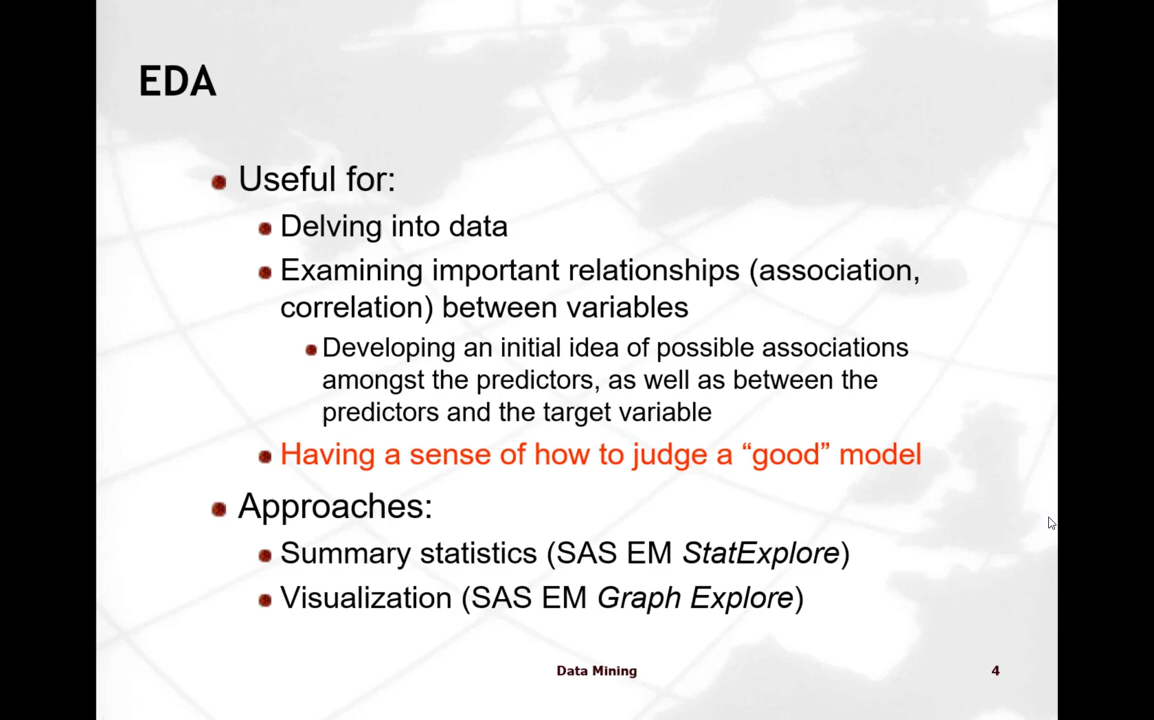 EDA
Useful for:
Delving into data
Examining important relationships (association,
correlation) between variables
Developing an initial idea of possible associations
amongst the predictors, as well as between the
predictors and the target variable
Having a sense of how to judge a “good” model
Approaches:
Summary statistics (SAS EM StatExplore)
Visualization (SAS EM Graph Explore)
Data Mining
4